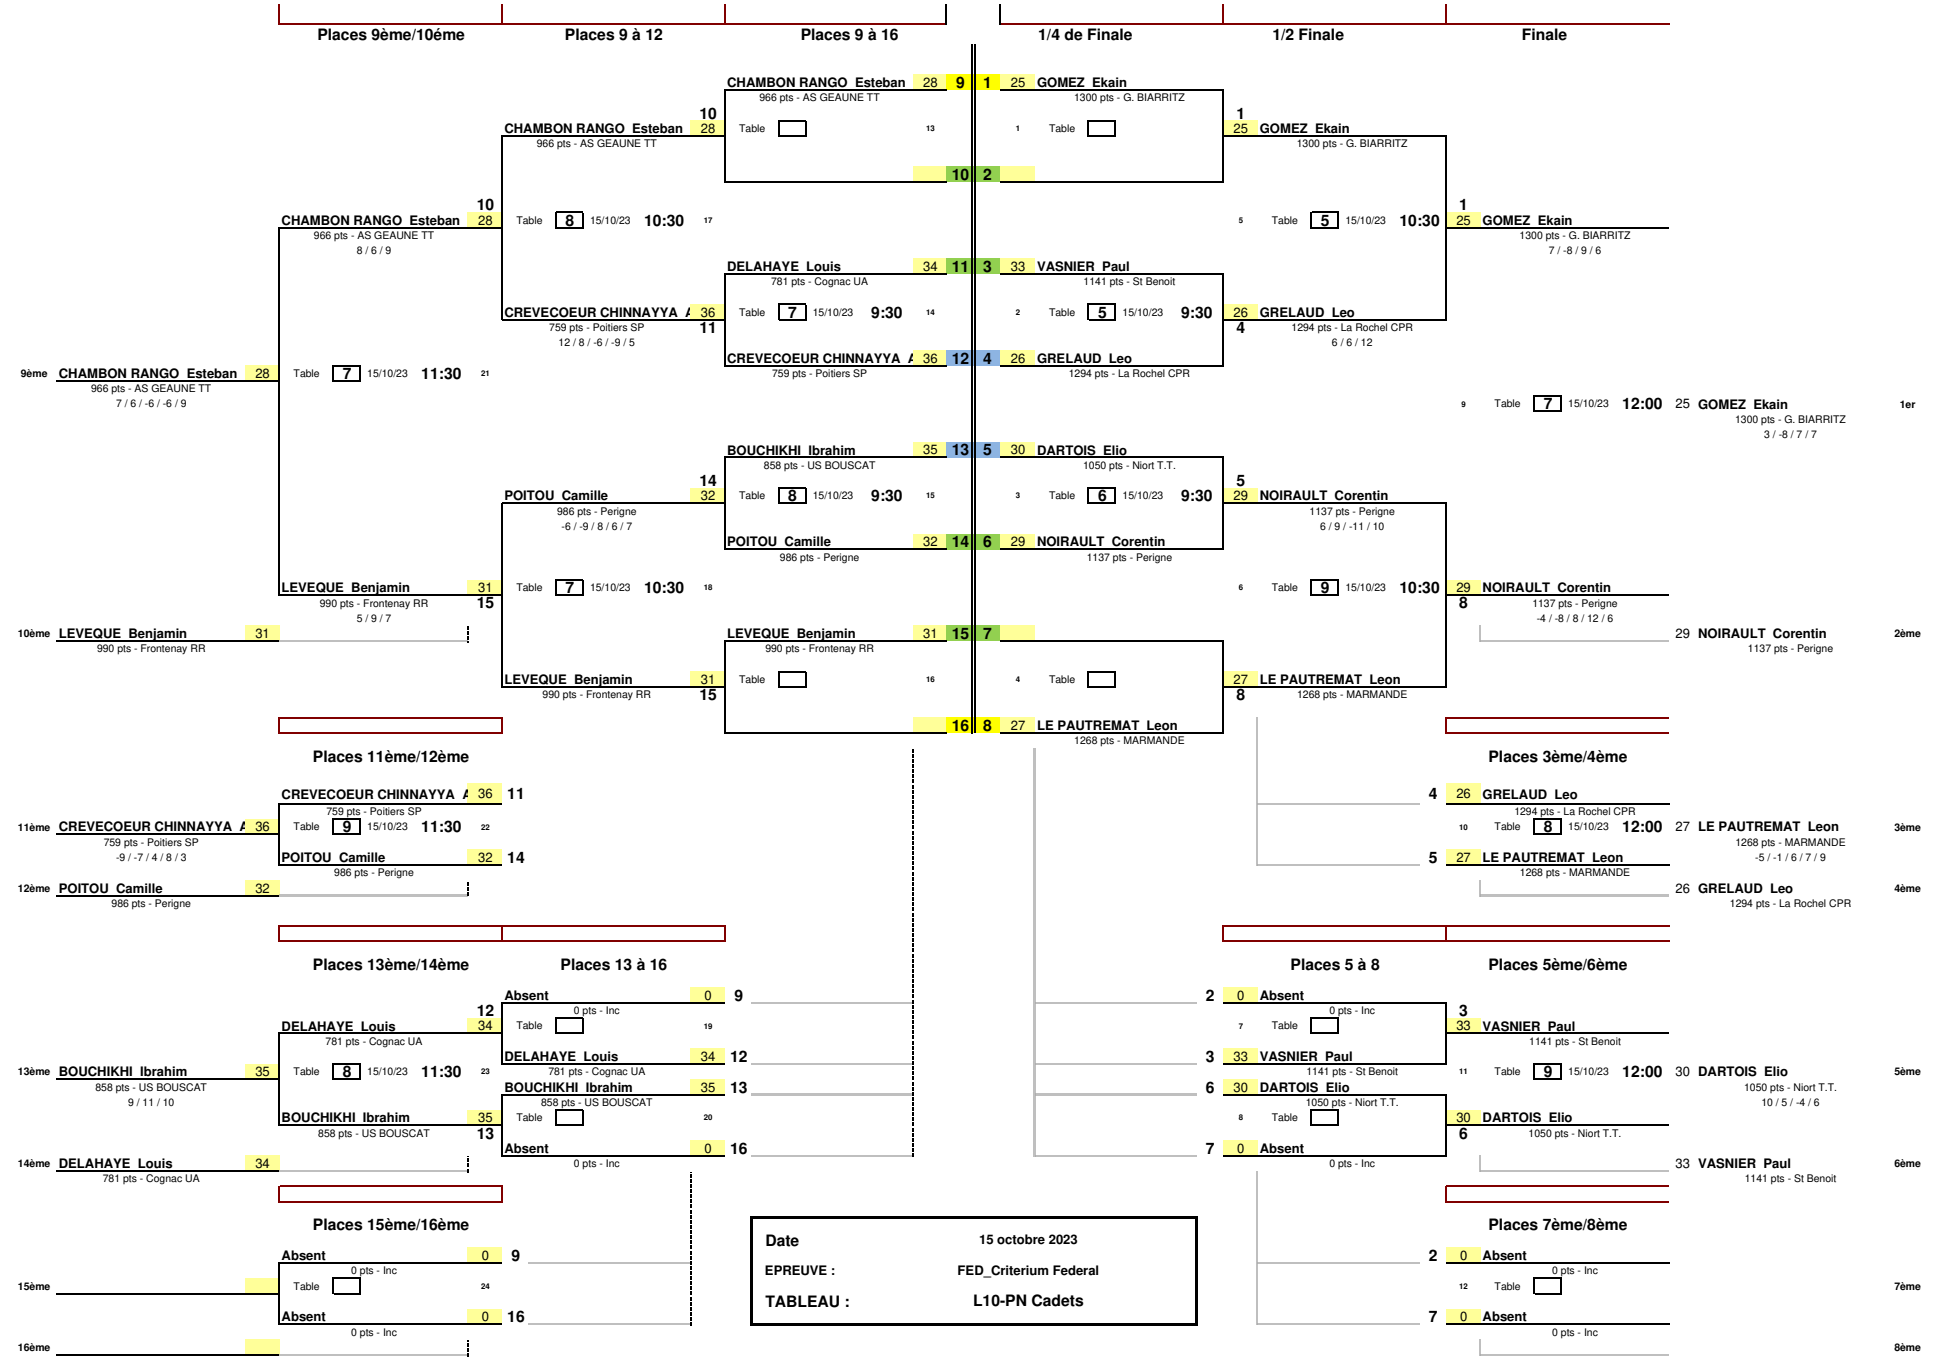 Places 9ème/10éme Places 9 à 12 Places 9 à 16 1/4 de Finale 1/2 Finale Finale
CHAMBON RANGO Esteban 28 9 1 25 GOMEZ Ekain
966 pts - AS GEAUNE TT 1300 pts - G. BIARRITZ
10 1
CHAMBON RANGO Esteban 28 Table 13 1 Table 25 GOMEZ Ekain
966 pts - AS GEAUNE TT 1300 pts - G. BIARRITZ
10 2
10 1
CHAMBON RANGO Esteban 28 Table 8 15/10/23 10:30 17 5 Table 5 15/10/23 10:30 25 GOMEZ Ekain
966 pts - AS GEAUNE TT 1300 pts - G. BIARRITZ
8 / 6 / 9 7 / -8 / 9 / 6
DELAHAYE Louis 34 11 3 33 VASNIER Paul
781 pts - Cognac UA 1141 pts - St Benoit
CREVECOEUR CHINNAYYA A 36 Table 7 15/10/23 9:30 14 2 Table 5 15/10/23 9:30 26 GRELAUD Leo
759 pts - Poitiers SP 11 4 1294 pts - La Rochel CPR
12 / 8 / -6 / -9 / 5 6 / 6 / 12
CREVECOEUR CHINNAYYA A 36 12 4 26 GRELAUD Leo
759 pts - Poitiers SP 1294 pts - La Rochel CPR
9ème CHAMBON RANGO Esteban 28 Table 7 15/10/23 11:30 21
966 pts - AS GEAUNE TT
7 / 6 / -6 / -6 / 9 9 Table 7 15/10/23 12:00 25 GOMEZ Ekain 1er
1300 pts - G. BIARRITZ
3 / -8 / 7 / 7
BOUCHIKHI Ibrahim 35 13 5 30 DARTOIS Elio
858 pts - US BOUSCAT 1050 pts - Niort T.T.
14 5
POITOU Camille 32 Table 8 15/10/23 9:30 15 3 Table 6 15/10/23 9:30 29 NOIRAULT Corentin
986 pts - Perigne 1137 pts - Perigne
-6 / -9 / 8 / 6 / 7 6 / 9 / -11 / 10
POITOU Camille 32 14 6 29 NOIRAULT Corentin
986 pts - Perigne 1137 pts - Perigne
LEVEQUE Benjamin 31 Table 7 15/10/23 10:30 18 6 Table 9 15/10/23 10:30 29 NOIRAULT Corentin
990 pts - Frontenay RR 15 8 1137 pts - Perigne
5 / 9 / 7 -4 / -8 / 8 / 12 / 6
10ème LEVEQUE Benjamin 31 LEVEQUE Benjamin 31 15 7 29 NOIRAULT Corentin 2ème
990 pts - Frontenay RR 990 pts - Frontenay RR 1137 pts - Perigne
LEVEQUE Benjamin 31 Table 16 4 Table 27 LE PAUTREMAT Leon
990 pts - Frontenay RR 15 8 1268 pts - MARMANDE
16 8 27 LE PAUTREMAT Leon
1268 pts - MARMANDE
Places 11ème/12ème Places 3ème/4ème
CREVECOEUR CHINNAYYA A 36 11 4 26 GRELAUD Leo
759 pts - Poitiers SP 1294 pts - La Rochel CPR
11ème CREVECOEUR CHINNAYYA A 36 Table 9 15/10/23 11:30 22 10 Table 8 15/10/23 12:00 27 LE PAUTREMAT Leon 3ème
759 pts - Poitiers SP 1268 pts - MARMANDE
-9 / -7 / 4 / 8 / 3 POITOU Camille 32 14 5 27 LE PAUTREMAT Leon -5 / -1 / 6 / 7 / 9
986 pts - Perigne 1268 pts - MARMANDE
12ème POITOU Camille 32 26 GRELAUD Leo 4ème
986 pts - Perigne 1294 pts - La Rochel CPR
Places 13ème/14ème Places 13 à 16 Places 5 à 8 Places 5ème/6ème
Absent 0 9 2 0 Absent
12 0 pts - Inc 0 pts - Inc 3
DELAHAYE Louis 34 Table 19 7 Table 33 VASNIER Paul
781 pts - Cognac UA 1141 pts - St Benoit
DELAHAYE Louis 34 12 3 33 VASNIER Paul
13ème BOUCHIKHI Ibrahim 35 Table 8 15/10/23 11:30 23 781 pts - Cognac UA 1141 pts - St Benoit 11 Table 9 15/10/23 12:00 30 DARTOIS Elio 5ème
858 pts - US BOUSCAT BOUCHIKHI Ibrahim 35 13 6 30 DARTOIS Elio 1050 pts - Niort T.T.
9 / 11 / 10 858 pts - US BOUSCAT 1050 pts - Niort T.T. 10 / 5 / -4 / 6
BOUCHIKHI Ibrahim 35 Table 20 8 Table 30 DARTOIS Elio
858 pts - US BOUSCAT 13 6 1050 pts - Niort T.T.
Absent 0 16 7 0 Absent
14ème DELAHAYE Louis 34 0 pts - Inc 0 pts - Inc 33 VASNIER Paul 6ème
781 pts - Cognac UA 1141 pts - St Benoit
Places 15ème/16ème Places 7ème/8ème
Date 15 octobre 2023
Absent 0 9 2 0 Absent
0 pts - Inc EPREUVE : FED_Criterium Federal 0 pts - Inc
15ème Table 24 12 Table 7ème
TABLEAU : L10-PN Cadets
Absent 0 16 7 0 Absent
0 pts - Inc 0 pts - Inc
16ème 8ème